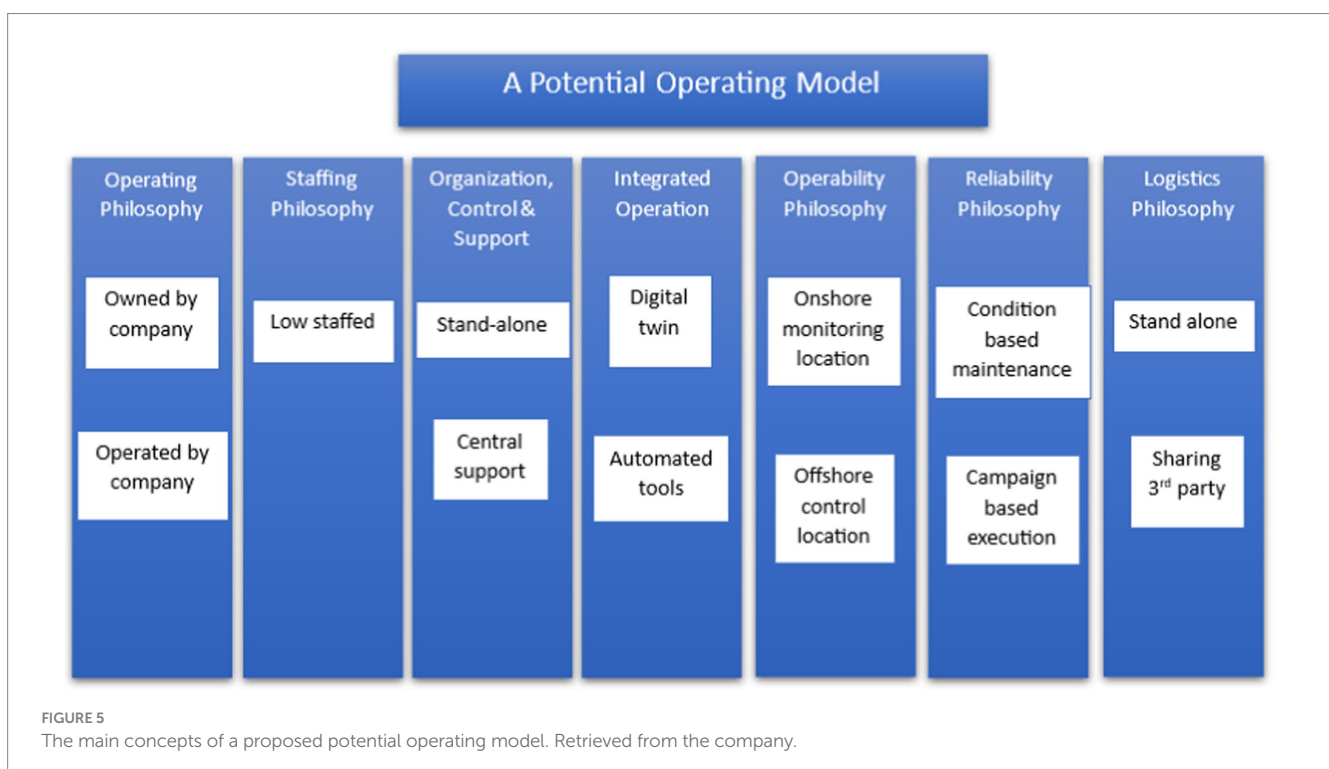 A Potential Operating Model
Operating
Philosophy
Owned by
company
Operated by
company
Staffing
Philosophy
Low staffed
Organization,
Control &
Support
Stand-alone
Central
support
Integrated
Operation
Digital
twin
Automated
tools
Operability
Philosophy
Onshore
monitoring
location
Offshore
control
location
Reliability
Philosophy
Condition
based
maintenance
Campaign
based
execution
Logistics
Philosophy
Stand alone
Sharing
3rd party
FIGURE 5
The main concepts of a proposed potential operating model. Retrieved from the company.